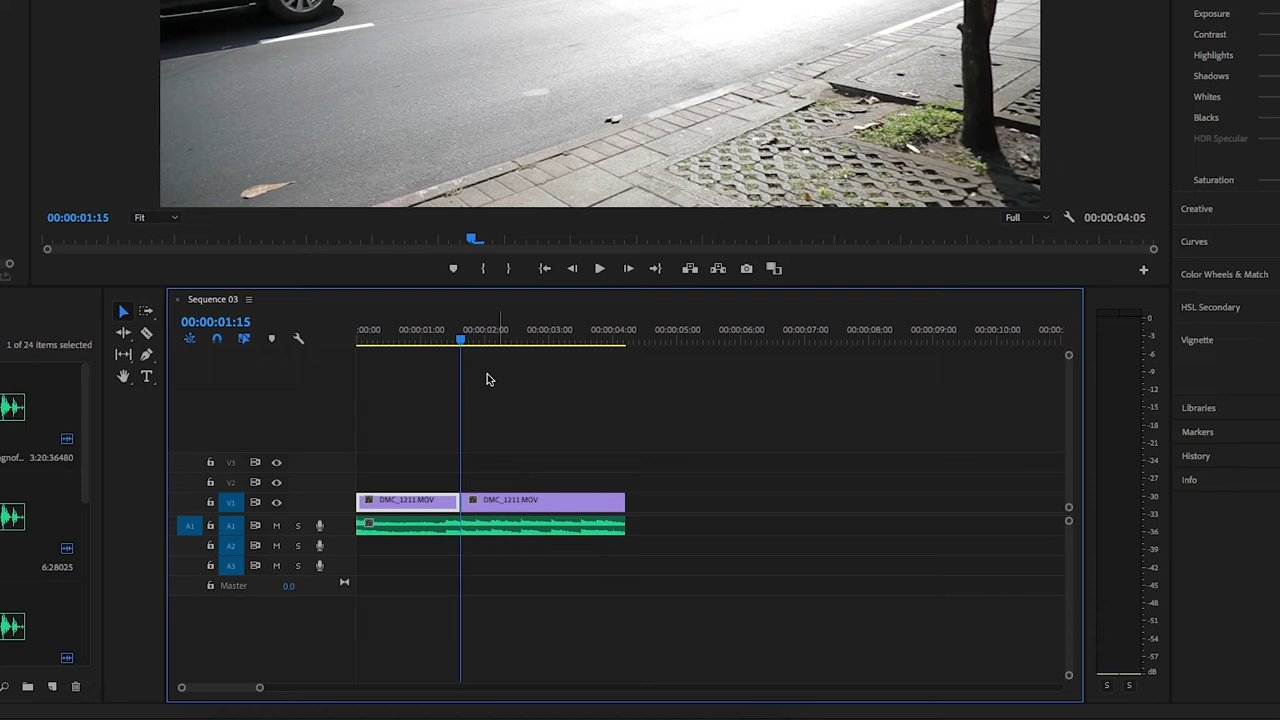 Exposure
Contrast
Highlights
Shadows
Whites
Blacks
HDR Specular
Saturation
Creative
Curves
Color Wheels & Match
HSL Secondary
Vignette
Libraries
Markers
History
Info
00:00:01:15
Fit
Full
00:00:04:05
1 of 24 items selected
3:20:36480
6:28025
Sequence 03
00:00:01:15
:00:00 00:00:01:00 00:00:02:00 00:00:03:00 00:00:04:00 00:00:05:00 00:00:06:00 00:00:07:00 00:00:08:00 00:00:09:00 00:00:10:00 00:00:
V3
V2
V1 DMC_1211.MOV DMC_1211.MOV
A1 A1 M S
A2 M S
A3 M S
Master 0.0
0
-3
-6
-9
-12
-15
-18
-21
-24
-27
-30
-33
-36
-39
-42
-45
-48
-51
-54
-57
dB
S S